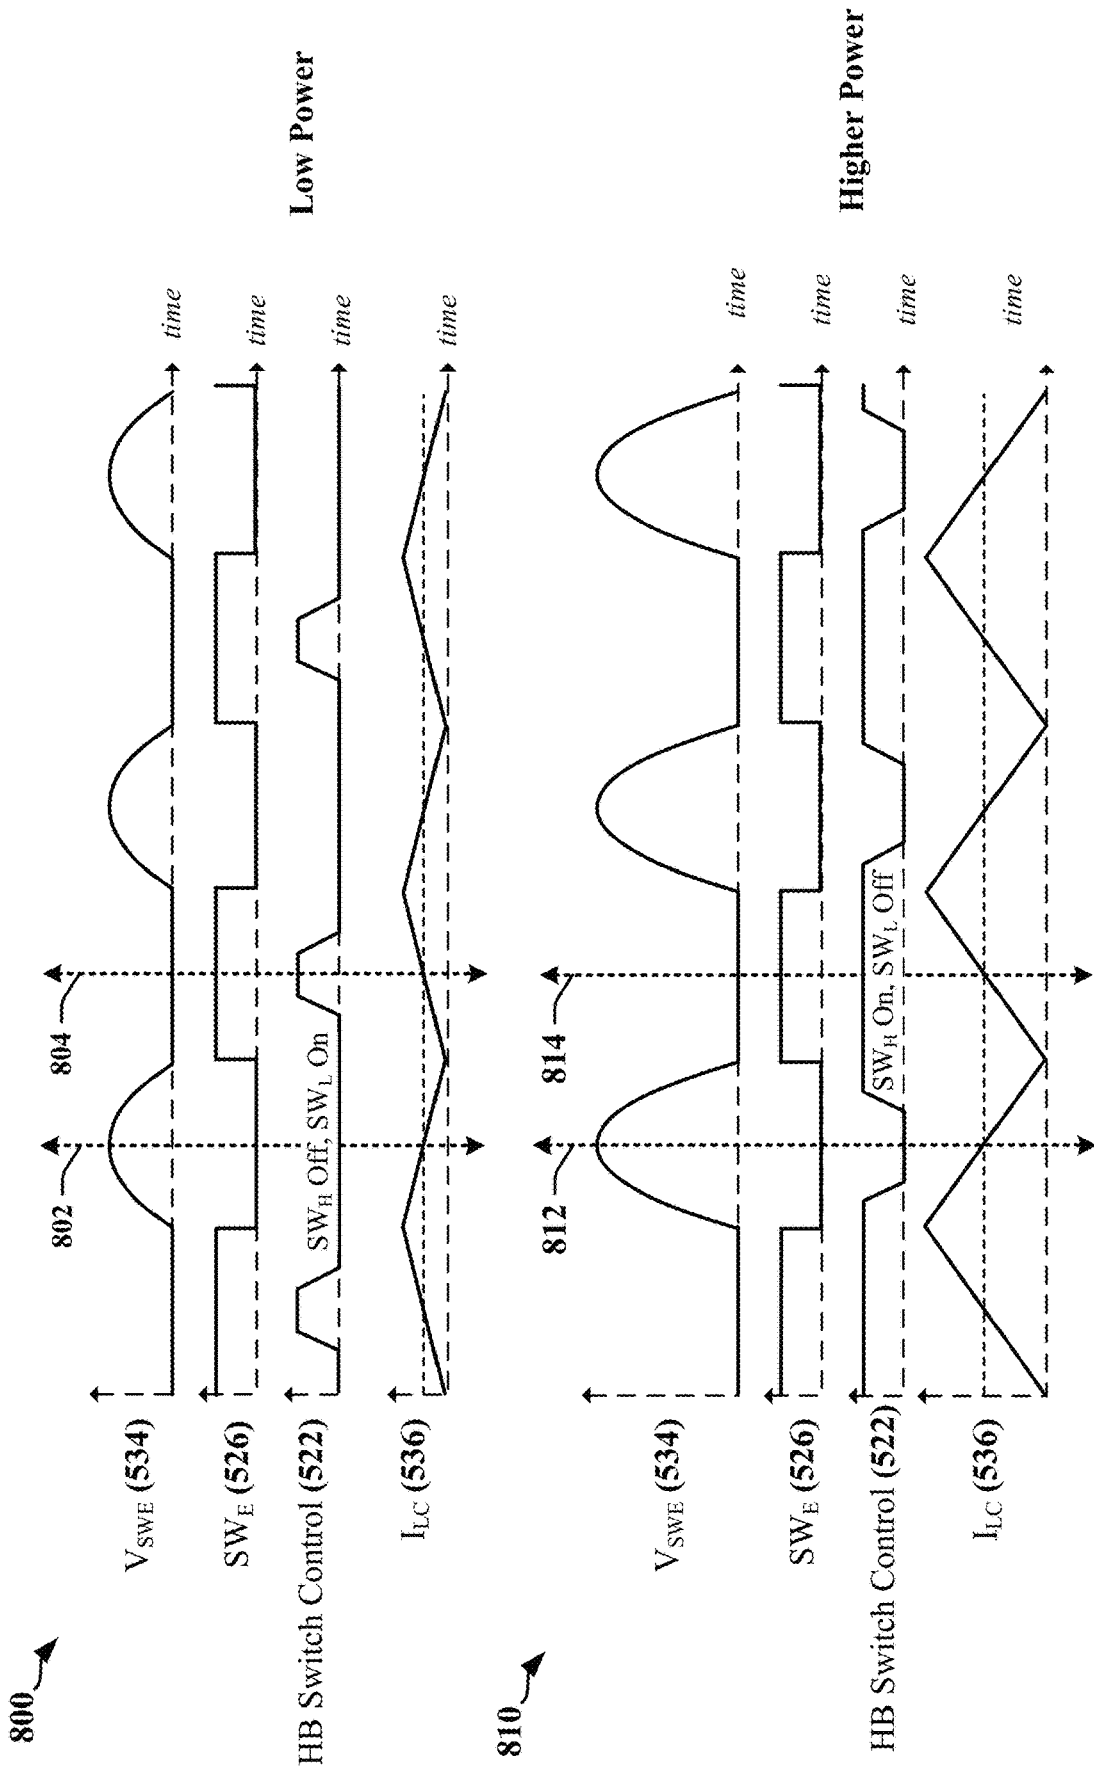 800
802
804
V_SWE (534)
time
SW_E (526)
time
HB Switch Control (522)
SW_H Off, SW_L On
time
I_LC (536)
time
Low Power
810
812
814
V_SWE (534)
time
SW_E (526)
time
HB Switch Control (522)
SW_H On, SW_L Off
time
I_LC (536)
time
Higher Power